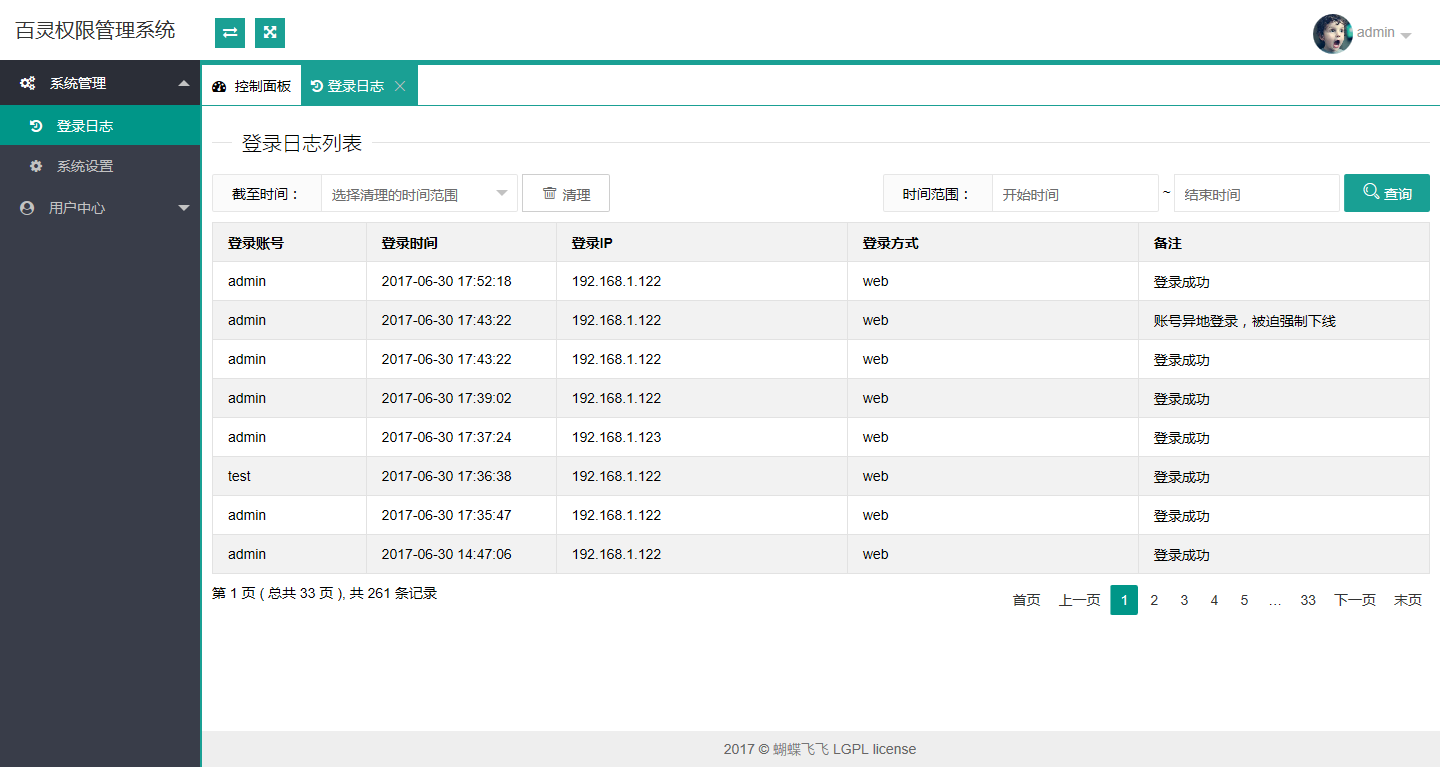 百灵权限管理系统
admin
系统管理
登录日志
系统设置
用户中心
控制面板 登录日志
登录日志列表
截至时间： 选择清理的时间范围 清理 时间范围： 开始时间 ~ 结束时间 查询
登录账号 登录时间 登录IP 登录方式 备注
admin 2017-06-30 17:52:18 192.168.1.122 web 登录成功
admin 2017-06-30 17:43:22 192.168.1.122 web 账号异地登录，被迫强制下线
admin 2017-06-30 17:43:22 192.168.1.122 web 登录成功
admin 2017-06-30 17:39:02 192.168.1.122 web 登录成功
admin 2017-06-30 17:37:24 192.168.1.123 web 登录成功
test 2017-06-30 17:36:38 192.168.1.122 web 登录成功
admin 2017-06-30 17:35:47 192.168.1.122 web 登录成功
admin 2017-06-30 14:47:06 192.168.1.122 web 登录成功
第 1 页 ( 总共 33 页 ), 共 261 条记录
首页 上一页 1 2 3 4 5 … 33 下一页 末页
2017 © 蝴蝶飞飞 LGPL license